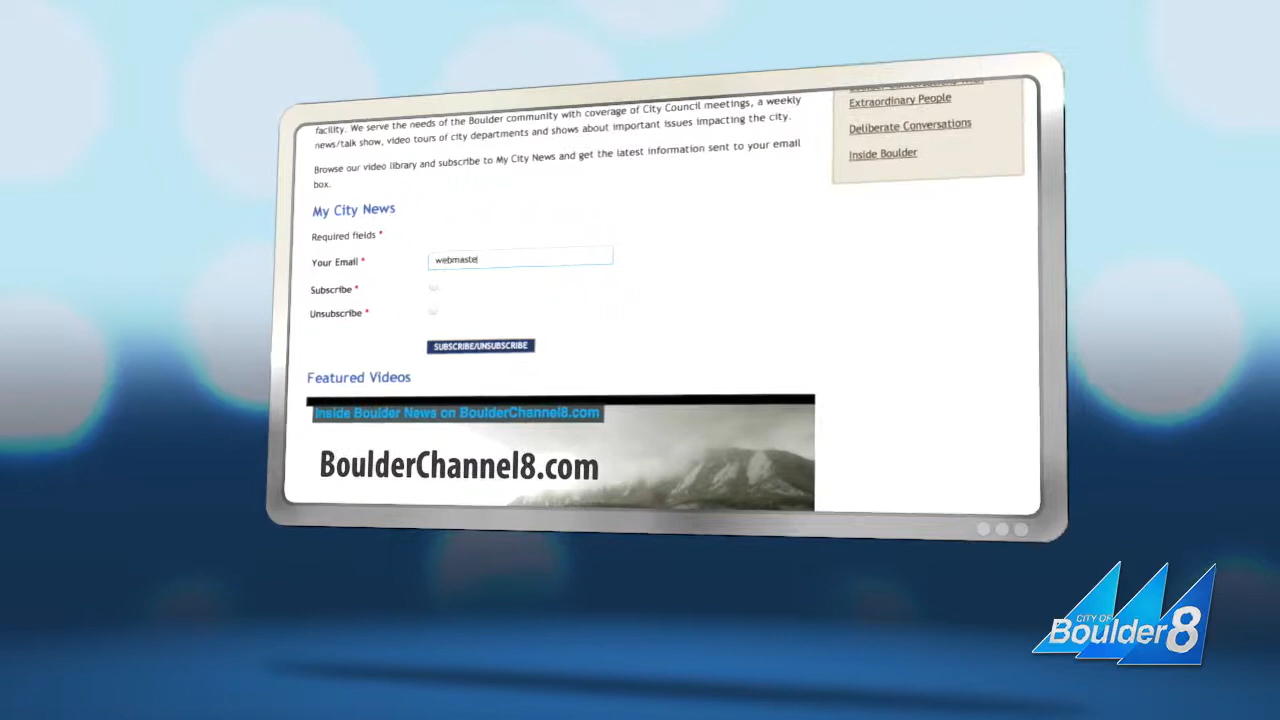 facility. We serve the needs of the Boulder community with coverage of City Council meetings, a weekly
news/talk show, video tours of city departments and shows about important issues impacting the city.
Browse our video library and subscribe to My City News and get the latest information sent to your email
box.
My City News
Required fields *
Your Email * webmaste
Subscribe *
Unsubscribe *
SUBSCRIBE/UNSUBSCRIBE
Featured Videos
Inside Boulder News on BoulderChannel8.com
BoulderChannel8.com
Extraordinary People
Deliberate Conversations
Inside Boulder
CITY OF
Boulder 8